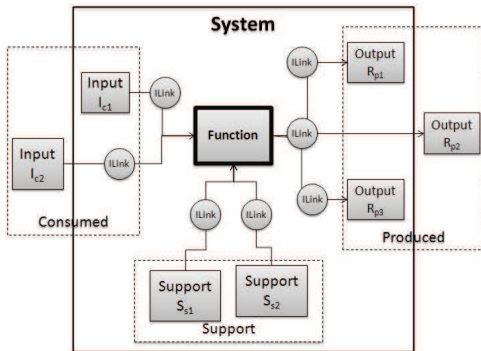 System
Input
Ic1
ILink
Input
Ic2
ILink
Consumed
Function
ILink
ILink
ILink
Output
Rp1
Output
Rp2
Output
Rp3
Produced
ILink
ILink
Support
Ss1
Support
Ss2
Support